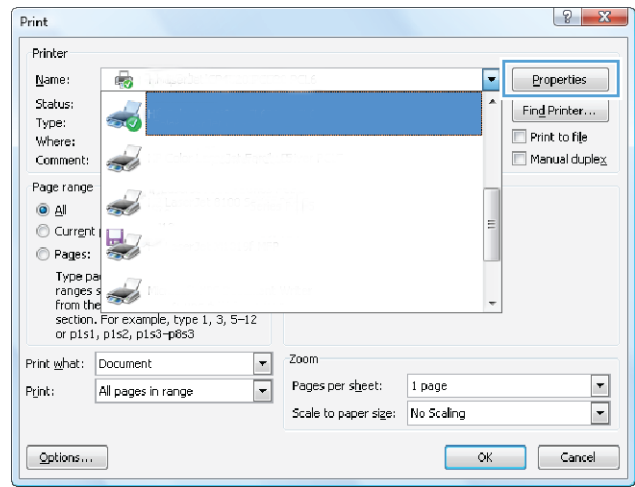 Print
Printer
Name:
Properties
Status:
Find Printer...
Type:
Print to file
Where:
Comment:
Manual duplex
Page range
All
Current
Pages:
Type
ranges
from the
section. For example, type 1, 3, 5–12
or p1s1, p1s2, p1s3–p8s3
Print what: Document
Print: All pages in range
Zoom
Pages per sheet: 1 page
Scale to paper size: No Scaling
Options...
OK
Cancel